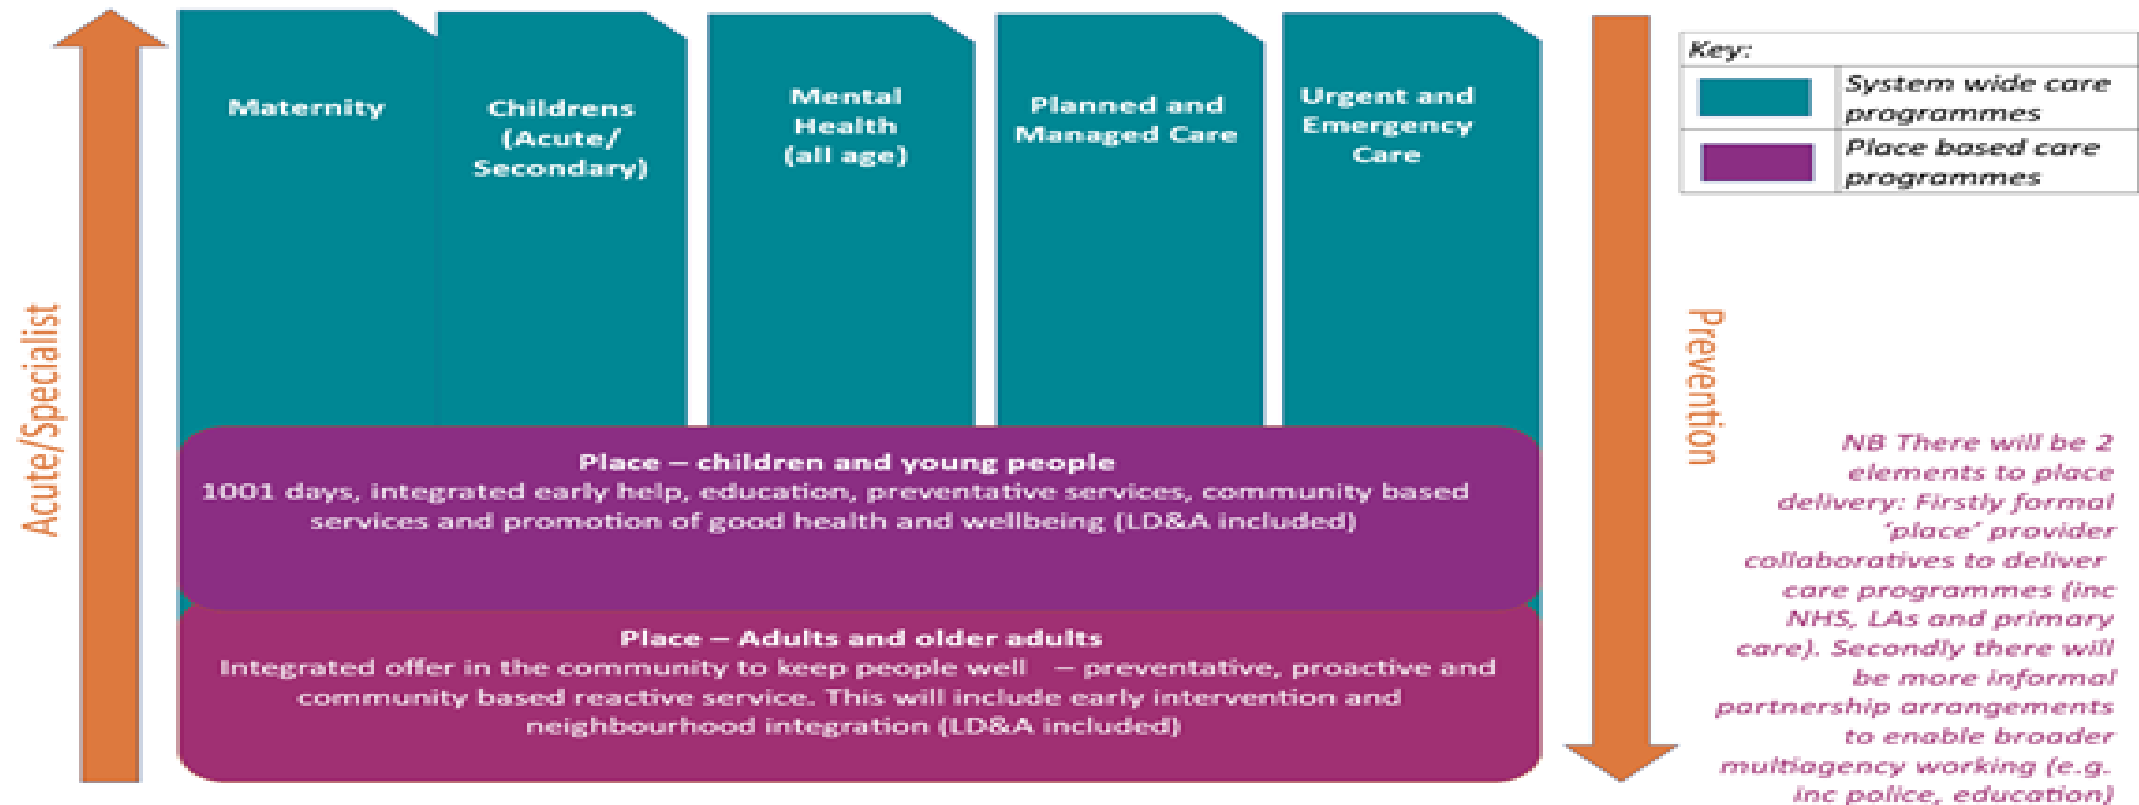 Acute/Specialist
Maternity
Childrens
(Acute/
Secondary)
Mental
Health
(all age)
Planned and
Managed Care
Urgent and
Emergency
Care
Place – children and young people
1001 days, integrated early help, education, preventative services, community based
services and promotion of good health and wellbeing (LD&A included)
Place – Adults and older adults
Integrated offer in the community to keep people well – preventative, proactive and
community based reactive service. This will include early intervention and
neighbourhood integration (LD&A included)
Prevention
Key:
System wide care
programmes
Place based care
programmes
NB There will be 2
elements to place
delivery: Firstly formal
‘place’ provider
collaboratives to deliver
care programmes (inc
NHS, LAs and primary
care). Secondly there will
be more informal
partnership arrangements
to enable broader
multiagency working (e.g.
inc police, education)